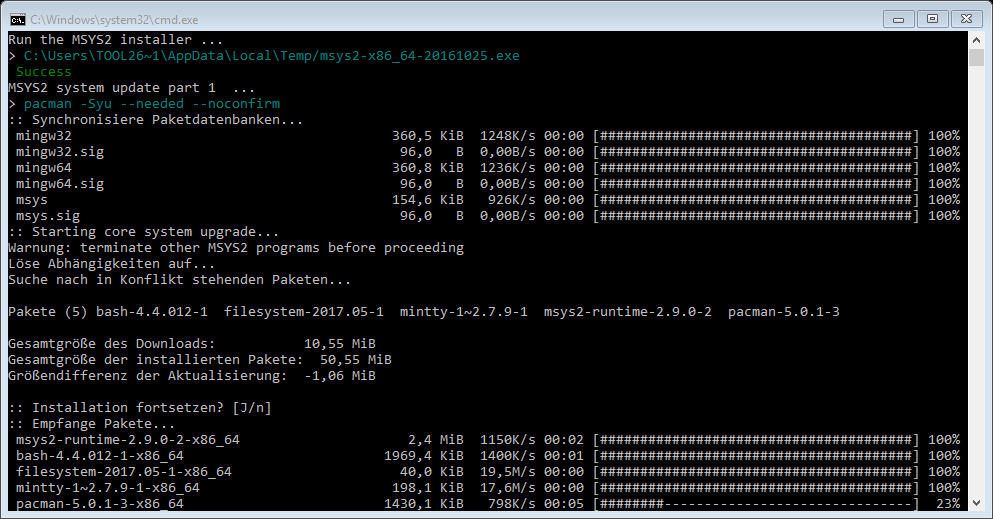 C:\Windows\system32\cmd.exe
Run the MSYS2 installer ...
> C:\Users\TOOL26~1\AppData\Local\Temp/msys2-x86_64-20161025.exe
Success
MSYS2 system update part 1  ...
> pacman -Syu --needed --noconfirm
:: Synchronisiere Paketdatenbanken...
mingw32 360,5 KiB 1248K/s 00:00 [#######################################] 100%
mingw32.sig 96,0 B 0,00B/s 00:00 [#######################################] 100%
mingw64 360,8 KiB 1236K/s 00:00 [#######################################] 100%
mingw64.sig 96,0 B 0,00B/s 00:00 [#######################################] 100%
msys 154,6 KiB 926K/s 00:00 [#######################################] 100%
msys.sig 96,0 B 0,00B/s 00:00 [#######################################] 100%
:: Starting core system upgrade...
Warnung: terminate other MSYS2 programs before proceeding
Löse Abhängigkeiten auf...
Suche nach in Konflikt stehenden Paketen...
Pakete (5) bash-4.4.012-1  filesystem-2017.05-1  mintty-1~2.7.9-1  msys2-runtime-2.9.0-2  pacman-5.0.1-3
Gesamtgröße des Downloads: 10,55 MiB
Gesamtgröße der installierten Pakete: 50,55 MiB
Größendifferenz der Aktualisierung: -1,06 MiB
:: Installation fortsetzen? [J/n]
:: Empfange Pakete...
msys2-runtime-2.9.0-2-x86_64 2,4 MiB 1150K/s 00:02 [#######################################] 100%
bash-4.4.012-1-x86_64 1969,4 KiB 1400K/s 00:01 [#######################################] 100%
filesystem-2017.05-1-x86_64 40,0 KiB 19,5M/s 00:00 [#######################################] 100%
mintty-1~2.7.9-1-x86_64 198,1 KiB 17,6M/s 00:00 [#######################################] 100%
pacman-5.0.1-3-x86_64 1430,1 KiB 798K/s 00:05 [########-------------------------------] 23%